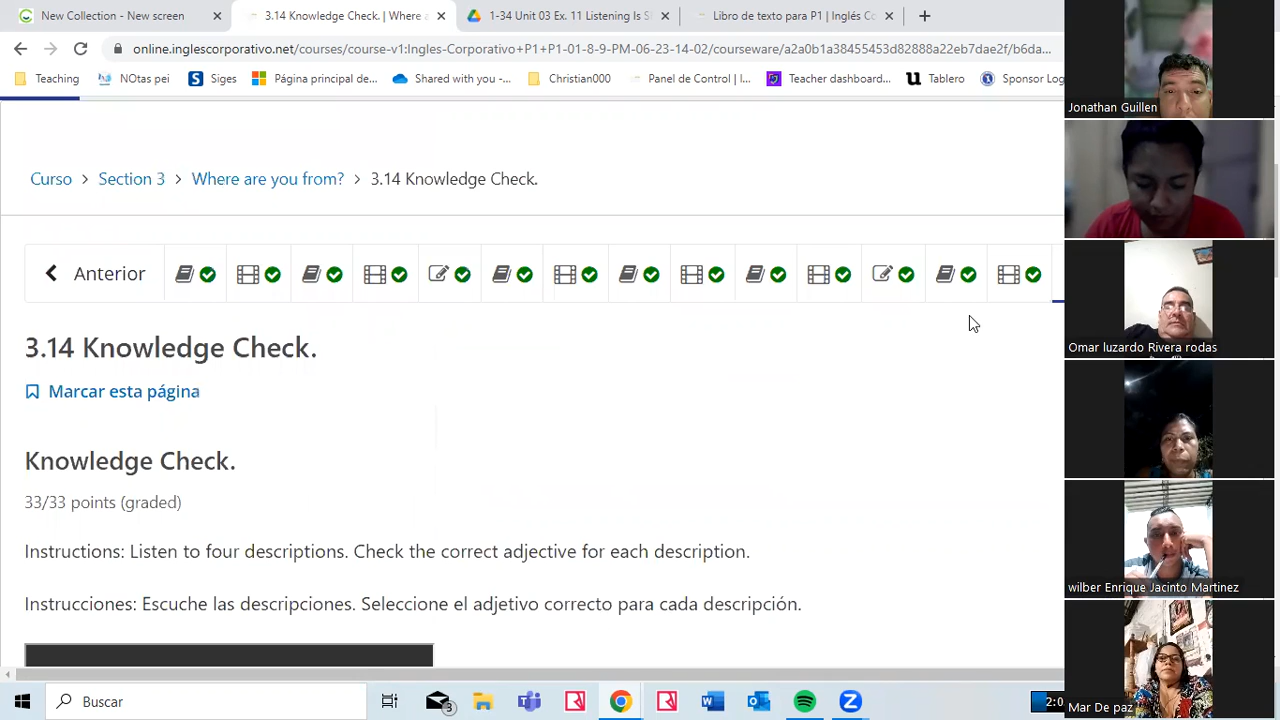 New Collection - New screen
3.14 Knowledge Check. | Where a
1-34 Unit 03 Ex. 11 Listening Is St
Libro de texto para P1 | Inglés Co
online.inglescorporativo.net/courses/course-v1:Ingles-Corporativo+P1+P1-01-8-9-PM-06-23-14-02/courseware/a2a0b1a38455453d82888a22eb7dae2f/b6da...
Teaching
NOtas pei
Siges
Página principal de...
Shared with you -...
Christian000
Panel de Control | I...
Teacher dashboard...
Tablero
Sponsor Log
Curso > Section 3 > Where are you from? > 3.14 Knowledge Check.
Anterior
3.14 Knowledge Check.
Marcar esta página
Knowledge Check.
33/33 points (graded)
Instructions: Listen to four descriptions. Check the correct adjective for each description.
Instrucciones: Escuche las descripciones. Seleccione el adjetivo correcto para cada descripción.
Buscar
2:0
Jonathan Guillen
Omar luzardo Rivera rodas
wilber Enrique Jacinto Martinez
Mar De paz